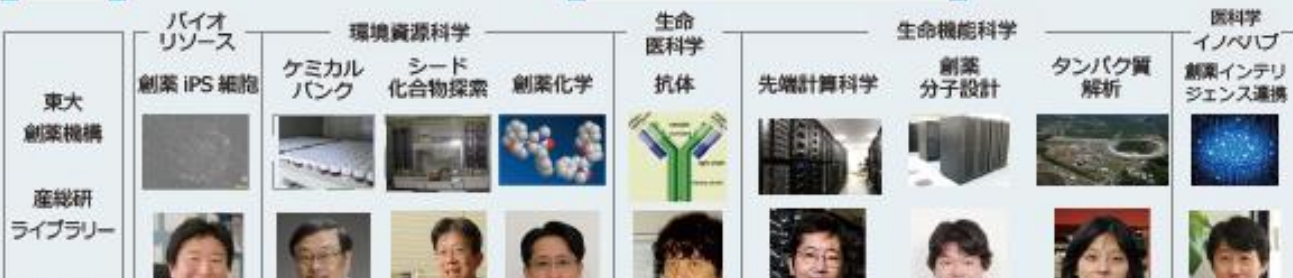 バイオ
リソース
環境資源科学
生命
医科学
生命機能科学
医科学
イノベハブ
創薬 iPS 細胞
ケミカル
バンク
シード
化合物探索
創薬化学
抗体
先端計算科学
創薬
分子設計
タンパク質
解析
創薬インテリ
ジェンス連携
東大
創薬機構
産総研
ライブラリー